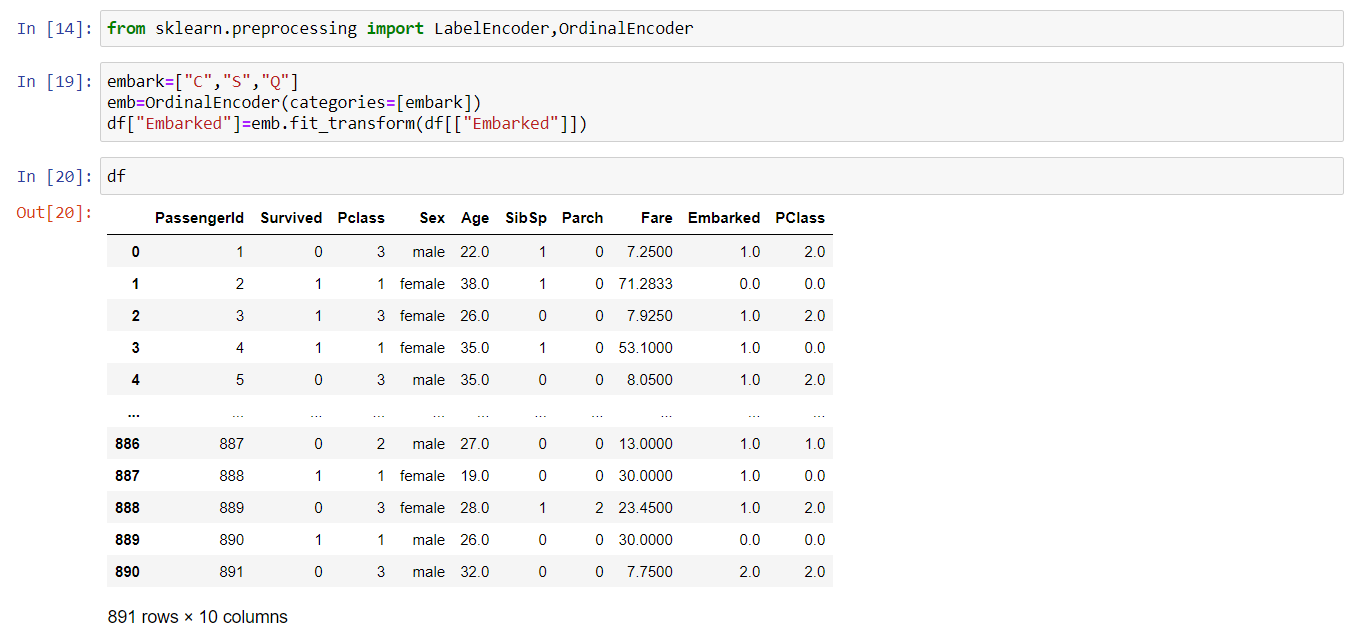 In [14]: from sklearn.preprocessing import LabelEncoder,OrdinalEncoder
In [19]: embark=["C","S","Q"]
emb=OrdinalEncoder(categories=[embark])
df["Embarked"]=emb.fit_transform(df[["Embarked"]])
In [20]: df
Out[20]:
PassengerId Survived Pclass Sex Age SibSp Parch Fare Embarked PClass
0 1 0 3 male 22.0 1 0 7.2500 1.0 2.0
1 2 1 1 female 38.0 1 0 71.2833 0.0 0.0
2 3 1 3 female 26.0 0 0 7.9250 1.0 2.0
3 4 1 1 female 35.0 1 0 53.1000 1.0 0.0
4 5 0 3 male 35.0 0 0 8.0500 1.0 2.0
... ... ... ... ... ... ... ... ... ... ...
886 887 0 2 male 27.0 0 0 13.0000 1.0 1.0
887 888 1 1 female 19.0 0 0 30.0000 1.0 0.0
888 889 0 3 female 28.0 1 2 23.4500 1.0 2.0
889 890 1 1 male 26.0 0 0 30.0000 0.0 0.0
890 891 0 3 male 32.0 0 0 7.7500 2.0 2.0
891 rows × 10 columns